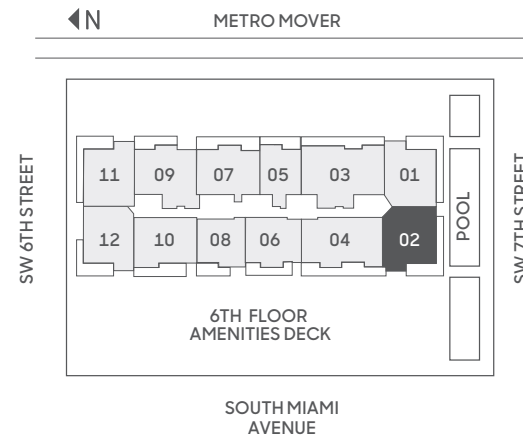 N
METRO MOVER
SW 6TH STREET
11 09 07 05 03 01
12 10 08 06 04 02
POOL
SW 7TH STREET
6TH FLOOR
AMENITIES DECK
SOUTH MIAMI
AVENUE